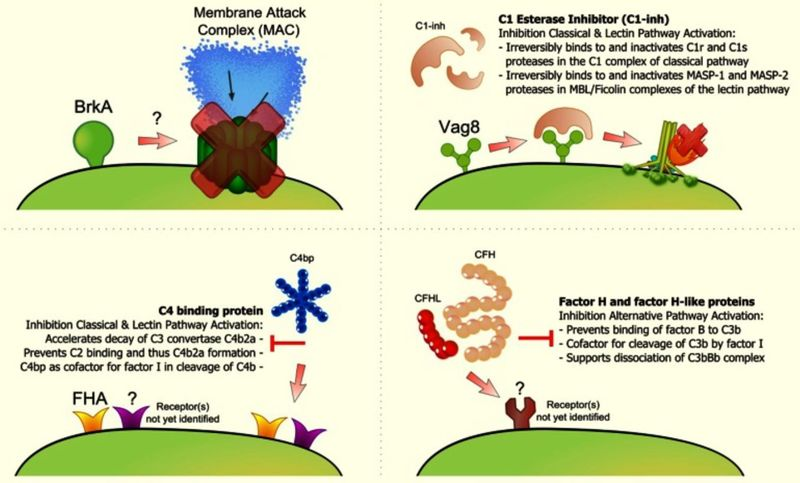 Membrane Attack
Complex (MAC)
BrkA
?
C1-inh
C1 Esterase Inhibitor (C1-inh)
Inhibition Classical & Lectin Pathway Activation:
- Irreversibly binds to and inactivates C1r and C1s
proteases in the C1 complex of classical pathway
- Irreversibly binds to and inactivates MASP-1 and MASP-2
proteases in MBL/Ficolin complexes of the lectin pathway
Vag8
C4bp
C4 binding protein
Inhibition Classical & Lectin Pathway Activation:
Accelerates decay of C3 convertase C4b2a -
Prevents C2 binding and thus C4b2a formation -
C4bp as cofactor for factor I in cleavage of C4b -
FHA
?
Receptor(s)
not yet identified
CFH
CFHL
Factor H and factor H-like proteins
Inhibition Alternative Pathway Activation:
- Prevents binding of factor B to C3b
- Cofactor for cleavage of C3b by factor I
- Supports dissociation of C3bBb complex
?
Receptor(s)
not yet identified